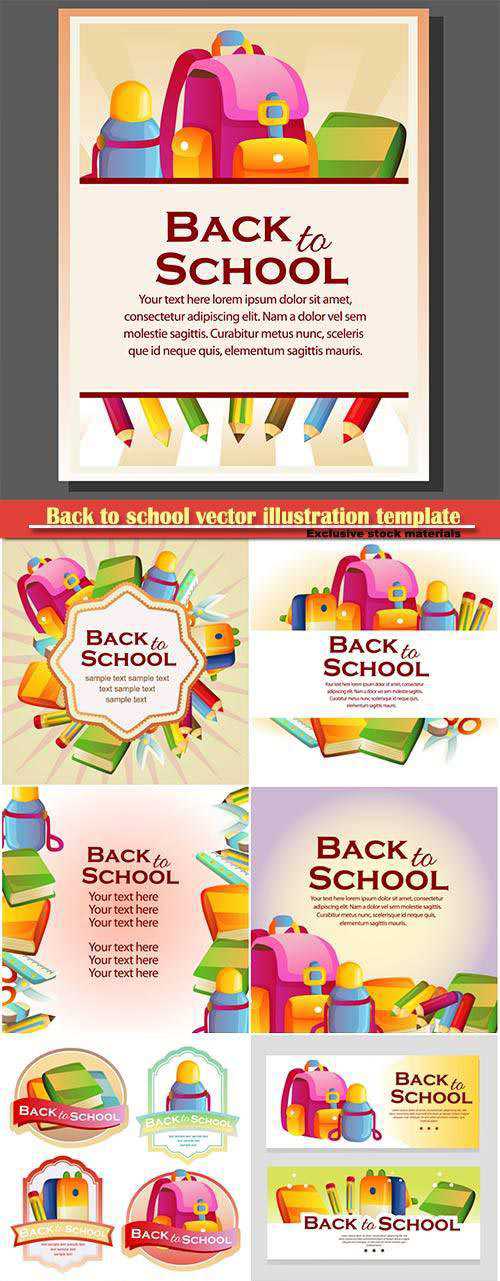 BACK to
SCHOOL
Your text here lorem ipsum dolor sit amet,
consectetur adipiscing elit. Nam a dolor vel sem
molestie sagittis. Curabitur metus nunc, sceleris
que id neque quis, elementum sagittis mauris.
Back to school vector illustration template
Exclusive stock materials
BACK to
SCHOOL
sample text sample text
text sample text
text sample
BACK to
SCHOOL
BACK to
SCHOOL
Your text here
Your text here
Your text here
Your text here
Your text here
Your text here
BACK to
SCHOOL
Your text here lorem ipsum dolor sit amet, consectetur
adipiscing elit. Nam a dolor vel sem molestie sagittis.
Curabitur metus nunc, sceleris que id neque quis,
elementum sagittis mauris.
BACK to SCHOOL
BACK to SCHOOL
BACK to SCHOOL
BACK to SCHOOL
BACK to
SCHOOL
BACK to SCHOOL